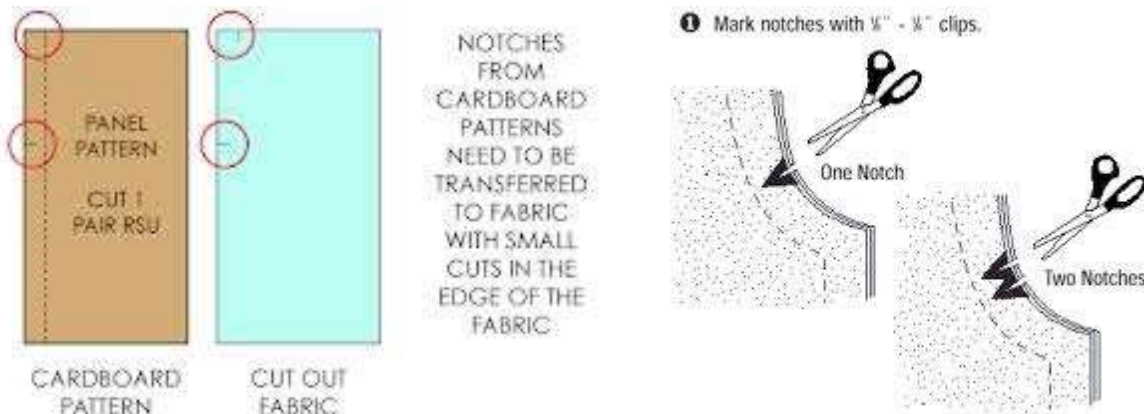 PANEL
PATTERN
CUT 1
PAIR RSU
CARDBOARD
PATTERN
CUT OUT
FABRIC
NOTCHES
FROM
CARDBOARD
PATTERNS
NEED TO BE
TRANSFERRED
TO FABRIC
WITH SMALL
CUTS IN THE
EDGE OF THE
FABRIC
1 Mark notches with - clips.
One Notch
Two Notches